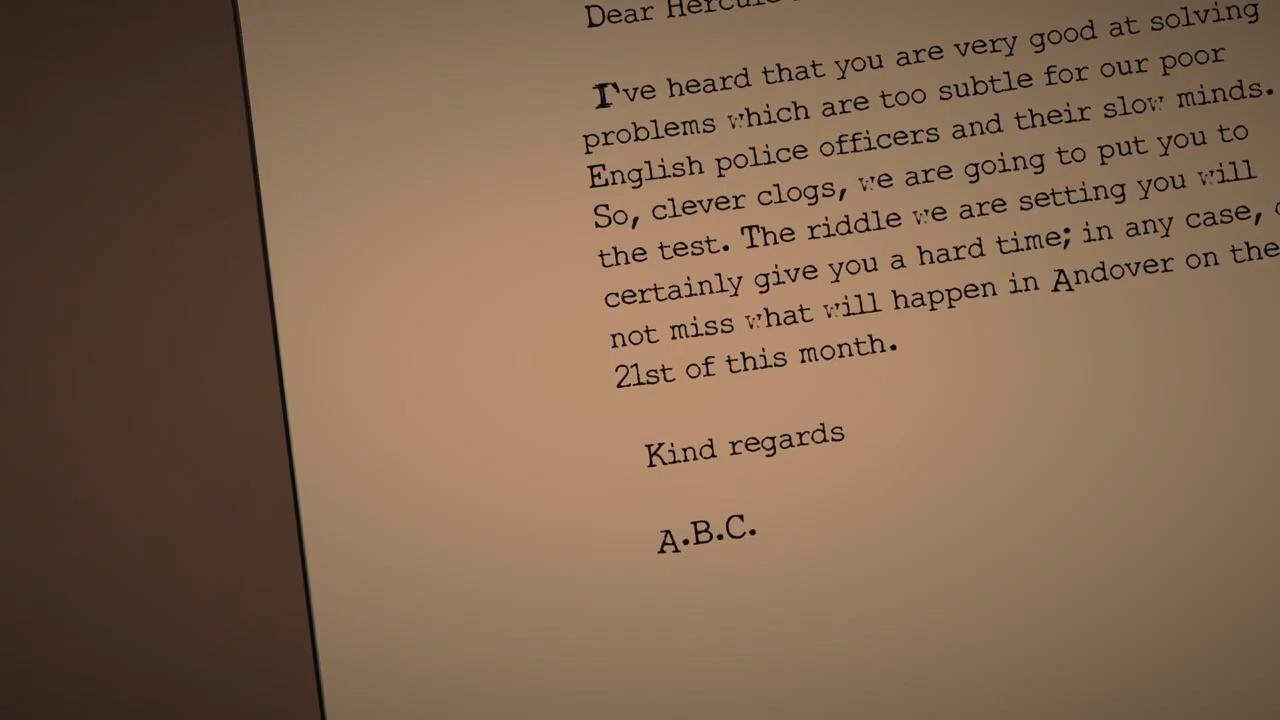 Dear
I've heard that you are very good at solving
problems which are too subtle for our poor
English police officers and their slow minds.
So, clever clogs, we are going to put you to
the test. The riddle we are setting you will
certainly give you a hard time; in any case,
not miss what will happen in Andover on the
21st of this month.
Kind regards
A.B.C.